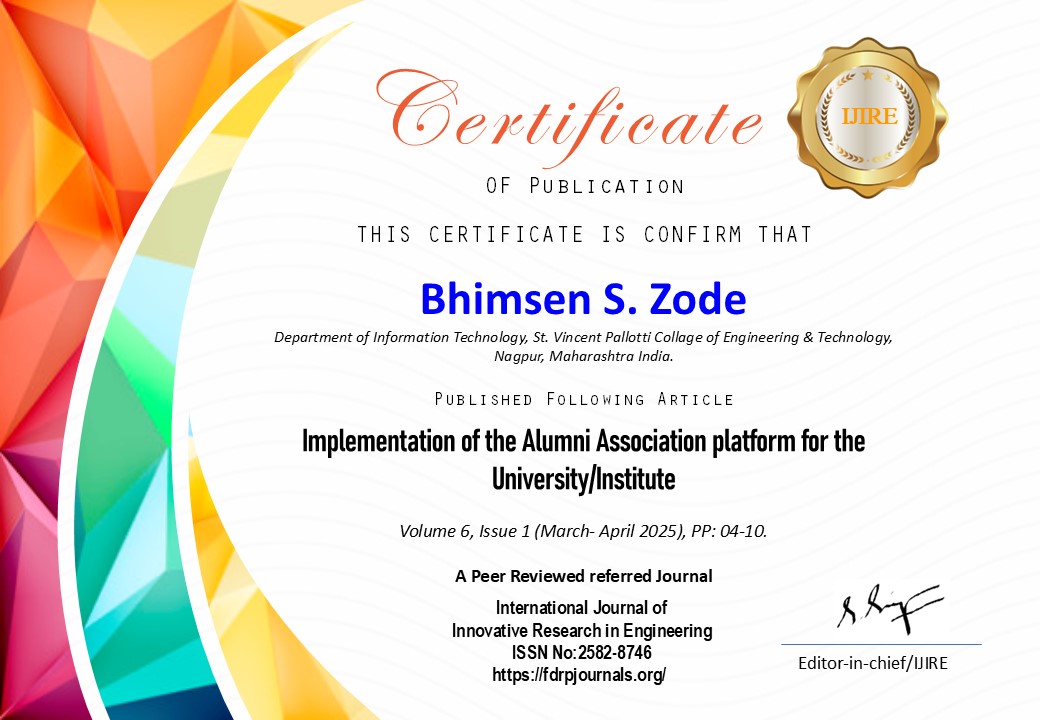 Certificate
IJIRE
OF PUBLICATION
THIS CERTIFICATE IS CONFIRM THAT
Bhimsen S. Zode
Department of Information Technology, St. Vincent Pallotti Collage of Engineering & Technology,
Nagpur, Maharashtra India.
PUBLISHED FOLLOWING ARTICLE
Implementation of the Alumni Association platform for the
University/Institute
Volume 6, Issue 1 (March- April 2025), PP: 04-10.
A Peer Reviewed referred Journal
International Journal of
Innovative Research in Engineering
ISSN No:2582-8746
https://fdrpjournals.org/
Editor-in-chief/IJIRE